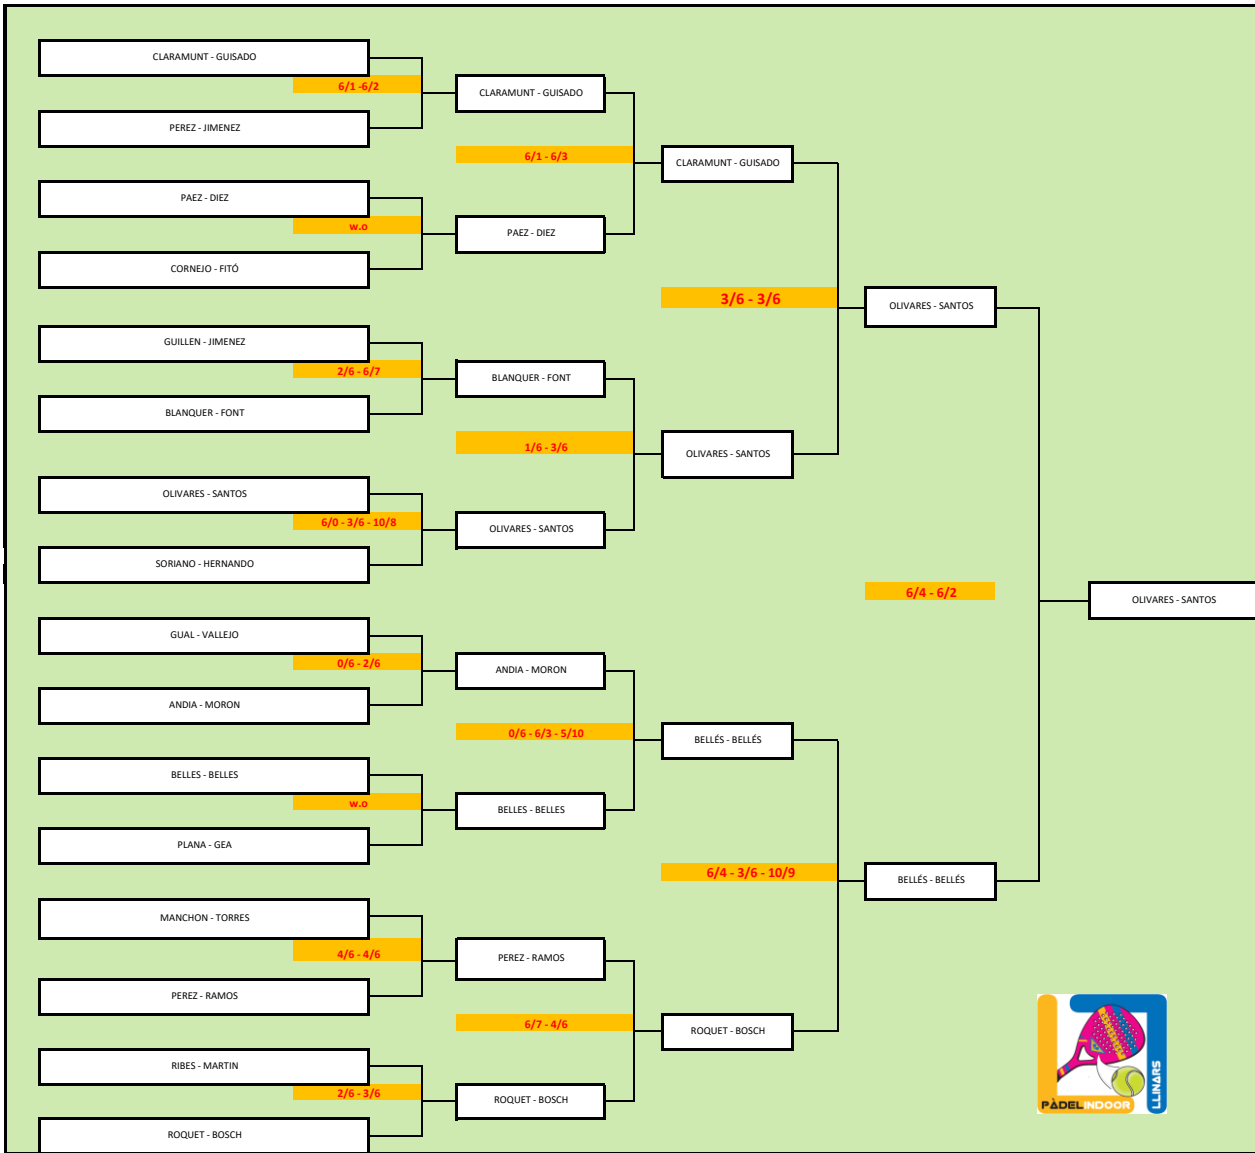 CLARAMUNT - GUISADO
6/1 -6/2
PEREZ - JIMENEZ
PAEZ - DIEZ
w.o
CORNEJO - FITÓ
GUILLEN - JIMENEZ
2/6 - 6/7
BLANQUER - FONT
OLIVARES - SANTOS
6/0 - 3/6 - 10/8
SORIANO - HERNANDO
GUAL - VALLEJO
0/6 - 2/6
ANDIA - MORON
BELLES - BELLES
w.o
PLANA - GEA
MANCHON - TORRES
4/6 - 4/6
PEREZ - RAMOS
RIBES - MARTIN
2/6 - 3/6
ROQUET - BOSCH
CLARAMUNT - GUISADO
6/1 - 6/3
PAEZ - DIEZ
BLANQUER - FONT
1/6 - 3/6
OLIVARES - SANTOS
ANDIA - MORON
0/6 - 6/3 - 5/10
BELLES - BELLES
PEREZ - RAMOS
6/7 - 4/6
ROQUET - BOSCH
CLARAMUNT - GUISADO
3/6 - 3/6
OLIVARES - SANTOS
BELLÉS - BELLÉS
6/4 - 3/6 - 10/9
ROQUET - BOSCH
OLIVARES - SANTOS
6/4 - 6/2
BELLÉS - BELLÉS
OLIVARES - SANTOS
PÀDELINDOOR
LLINARS